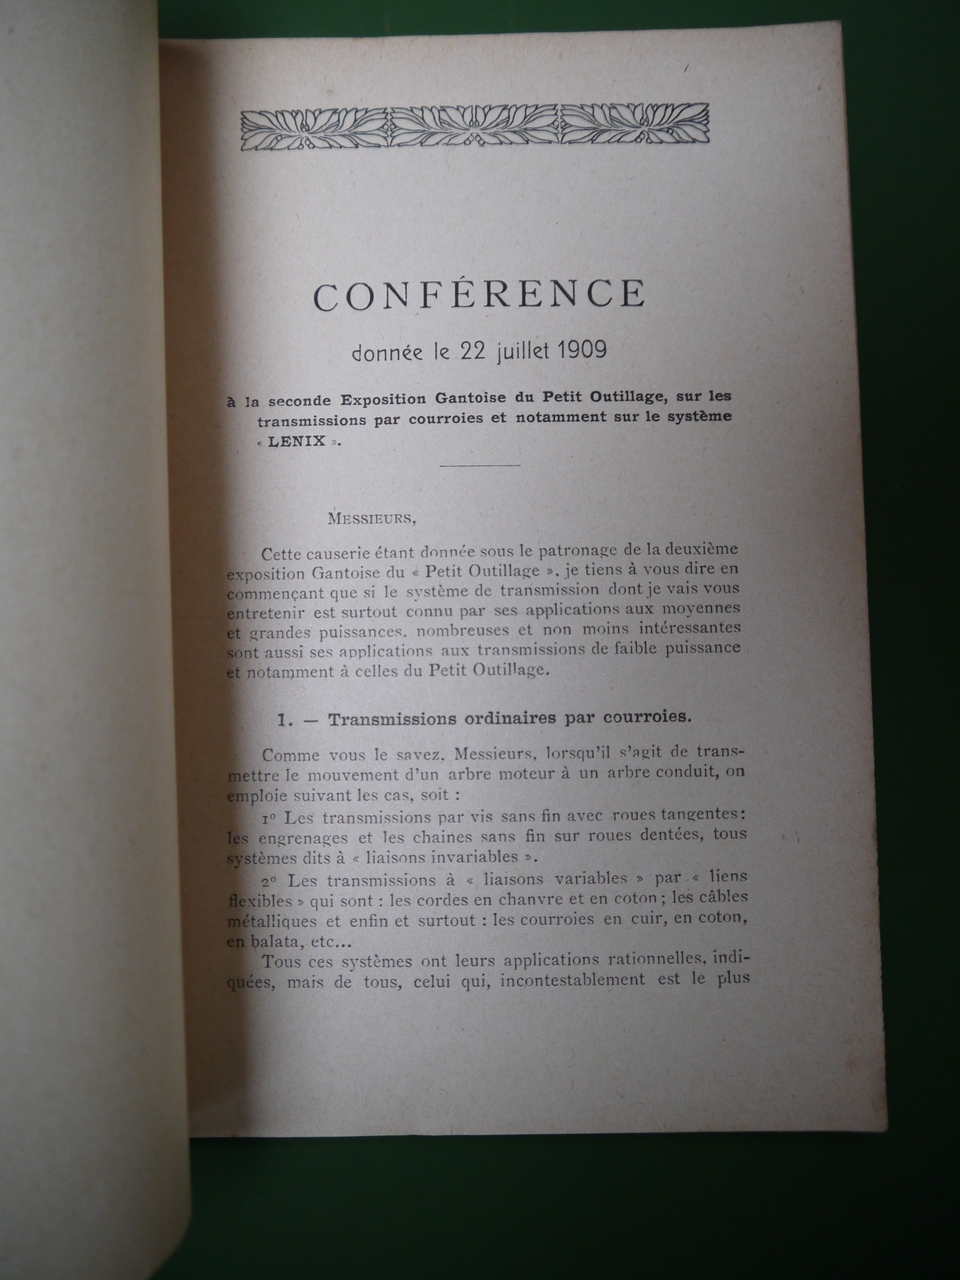 CONFÉRENCE
donnée le 22 juillet 1909
à la seconde Exposition Gantoise du Petit Outillage, sur les
transmissions par courroies et notamment sur le système
« LENIX ».
MESSIEURS,
Cette causerie étant donnée sous le patronage de la deuxième
exposition Gantoise du « Petit Outillage ». je tiens à vous dire en
commençant que si le système de transmission dont je vais vous
entretenir est surtout connu par ses applications aux moyennes
et grandes puissances. nombreuses et non moins intéressantes
sont aussi ses applications aux transmissions de faible puissance
et notamment à celles du Petit Outillage.
1. — Transmissions ordinaires par courroies.
Comme vous le savez, Messieurs, lorsqu'il s'agit de trans-
mettre le mouvement d'un arbre moteur à un arbre conduit, on
emploie suivant les cas, soit :
1º Les transmissions par vis sans fin avec roues tangentes:
les engrenages et les chaines sans fin sur roues dentées, tous
systèmes dits à « liaisons invariables ».
2º Les transmissions à « liaisons variables » par « liens
flexibles » qui sont : les cordes en chanvre et en coton ; les câbles
métalliques et enfin et surtout : les courroies en cuir, en coton,
en balata, etc...
Tous ces systèmes ont leurs applications rationnelles, indi-
quées, mais de tous, celui qui, incontestablement est le plus